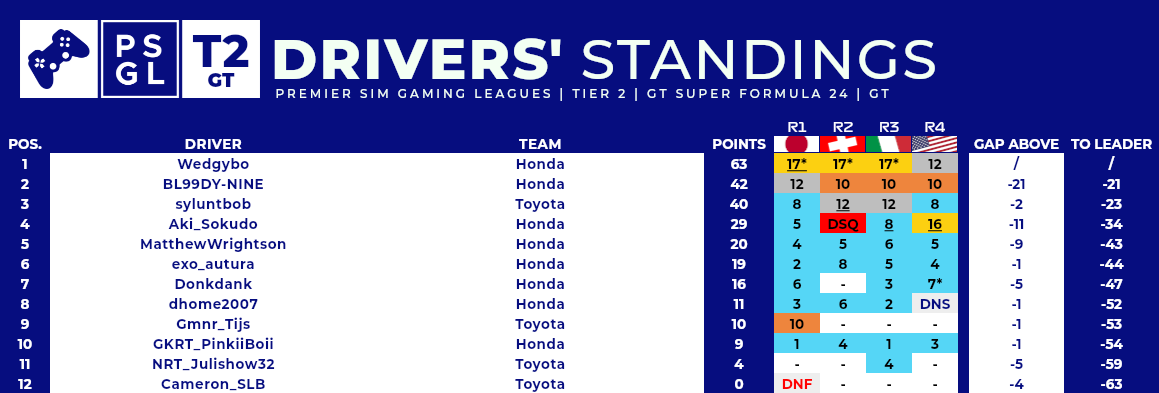 PS
GL
T2
GT
DRIVERS' STANDINGS
PREMIER SIM GAMING LEAGUES | TIER 2 | GT SUPER FORMULA 24 | GT
R1 R2 R3 R4
POS. DRIVER TEAM POINTS GAP ABOVE TO LEADER
1 Wedgybo Honda 63 17* 17* 17* 12 / /
2 BL99DY-NINE Honda 42 12 10 10 10 -21 -21
3 syluntbob Toyota 40 8 12 12 8 -2 -23
4 Aki_Sokudo Honda 29 5 DSQ 8 16 -11 -34
5 MatthewWrightson Honda 20 4 5 6 5 -9 -43
6 exo_autura Honda 19 2 8 5 4 -1 -44
7 Donkdank Honda 16 6 - 3 7* -5 -47
8 dhome2007 Honda 11 3 6 2 DNS -1 -52
9 Gmnr_Tijs Toyota 10 10 - - - -1 -53
10 GKRT_PinkiiBoii Honda 9 1 4 1 3 -1 -54
11 NRT_Julishow32 Toyota 4 - - 4 - -5 -59
12 Cameron_SLB Toyota 0 DNF - - - -4 -63